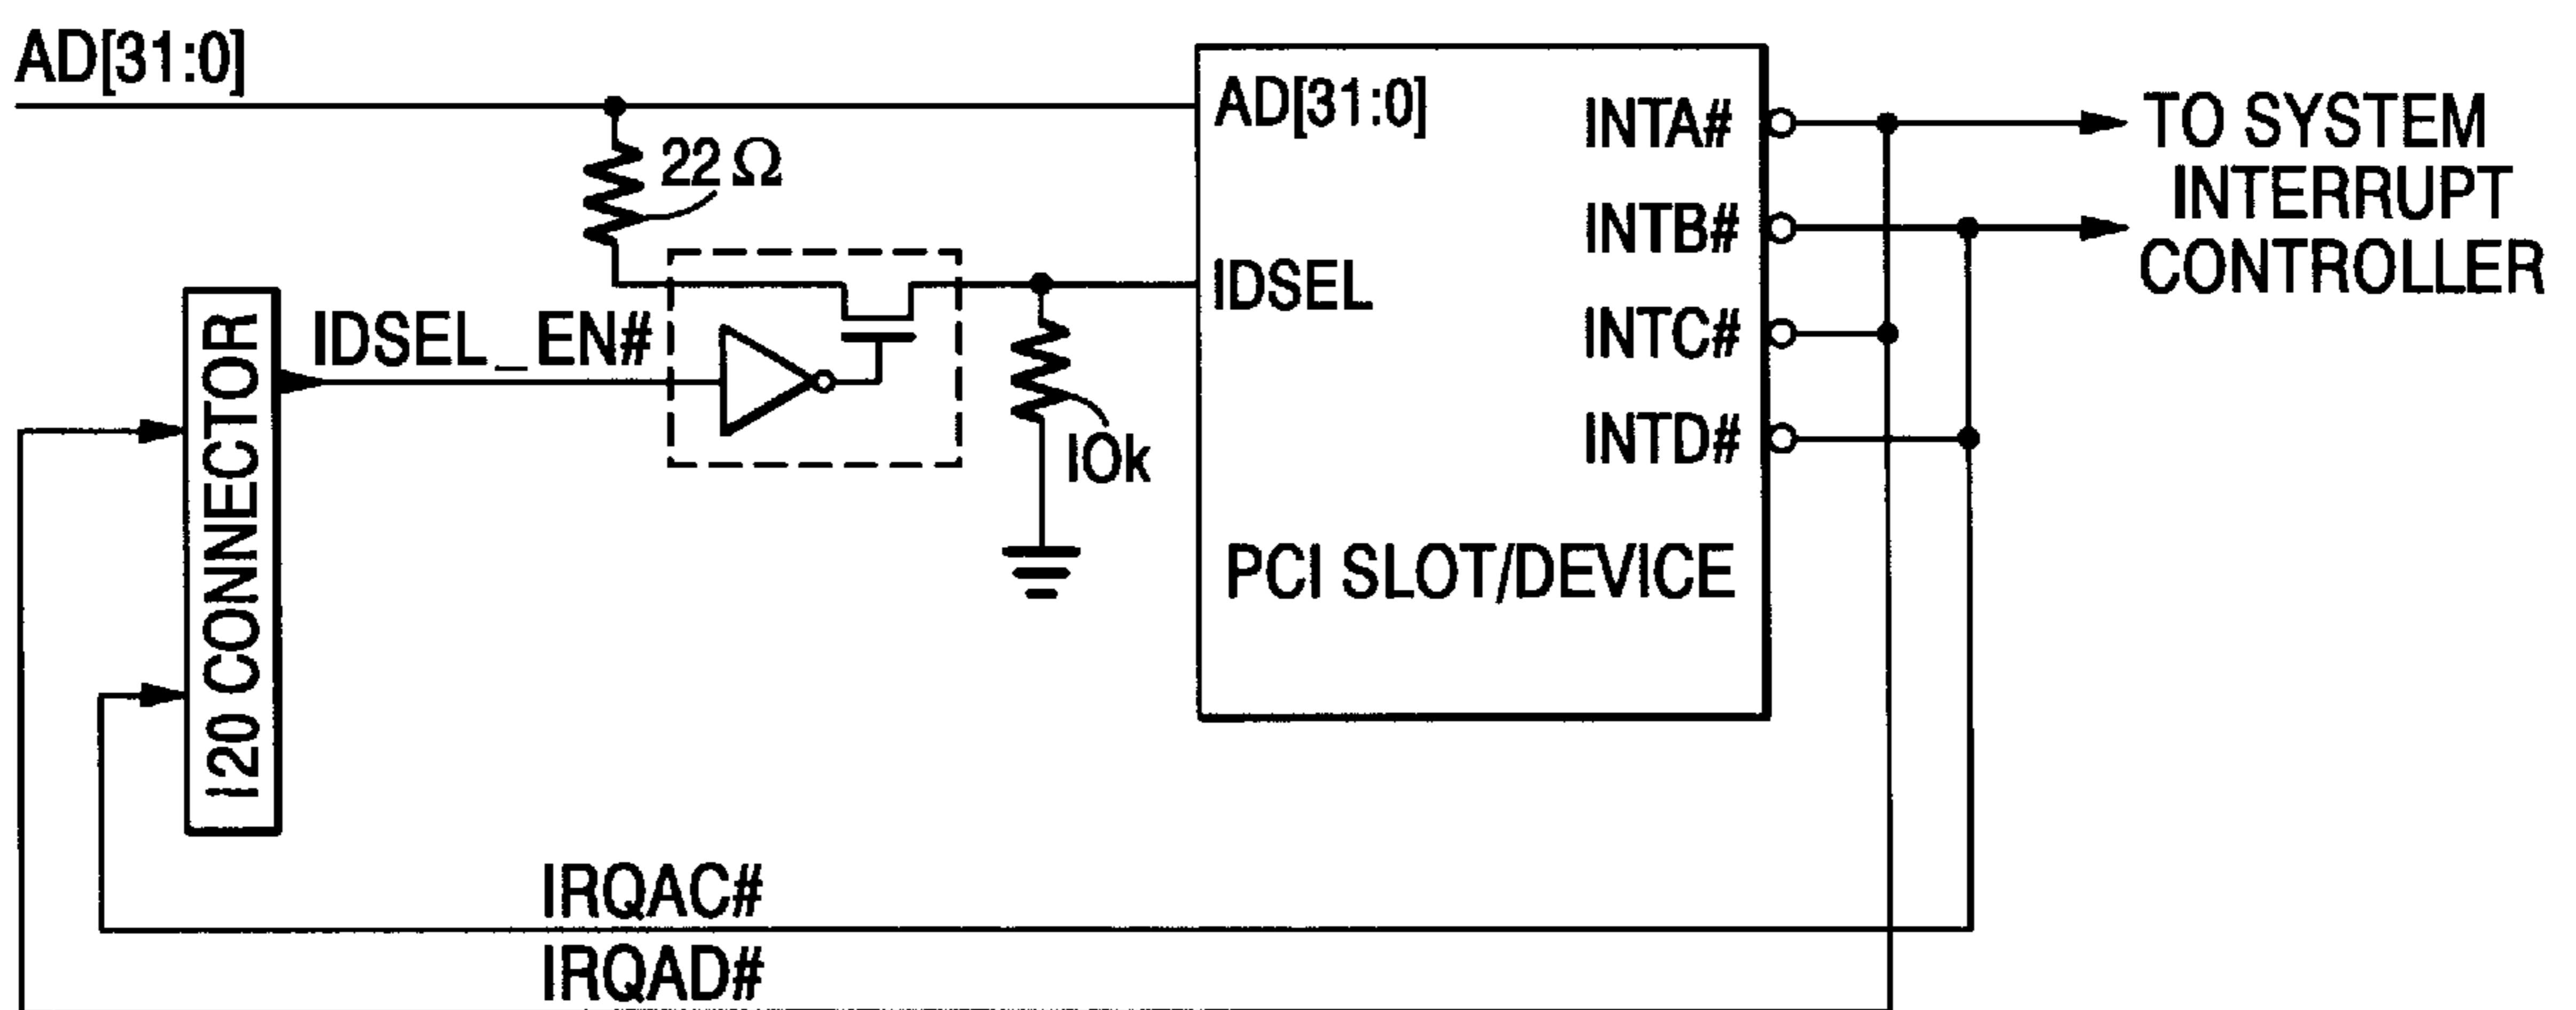 AD[31:0]
22 Ω
IDSEL_EN#
I20 CONNECTOR
10k
AD[31:0]
IDSEL
INTA#
INTB#
INTC#
INTD#
PCI SLOT/DEVICE
TO SYSTEM
INTERRUPT
CONTROLLER
IRQAC#
IRQAD#